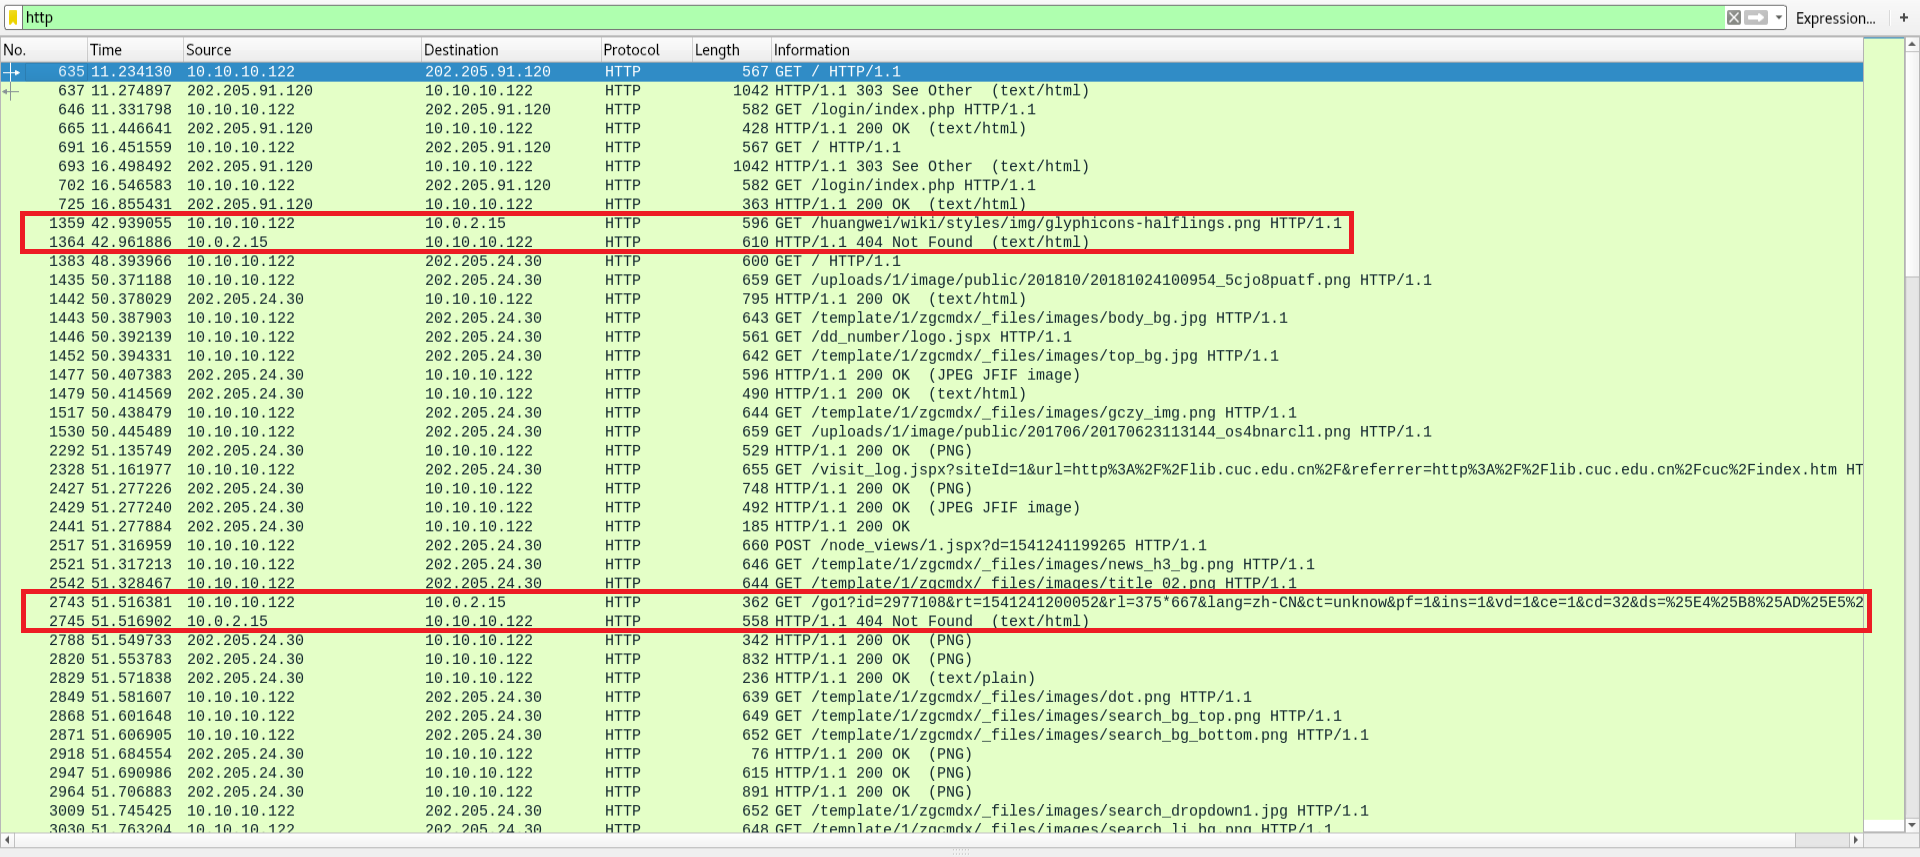 http
Expression... +
No. Time Source Destination Protocol Length Information
635 11.234130 10.10.10.122 202.205.91.120 HTTP 567 GET / HTTP/1.1
637 11.274897 202.205.91.120 10.10.10.122 HTTP 1042 HTTP/1.1 303 See Other (text/html)
646 11.331798 10.10.10.122 202.205.91.120 HTTP 582 GET /login/index.php HTTP/1.1
665 11.446641 202.205.91.120 10.10.10.122 HTTP 428 HTTP/1.1 200 OK (text/html)
691 16.451559 10.10.10.122 202.205.91.120 HTTP 567 GET / HTTP/1.1
693 16.498492 202.205.91.120 10.10.10.122 HTTP 1042 HTTP/1.1 303 See Other (text/html)
702 16.546583 10.10.10.122 202.205.91.120 HTTP 582 GET /login/index.php HTTP/1.1
725 16.855431 202.205.91.120 10.10.10.122 HTTP 363 HTTP/1.1 200 OK (text/html)
1359 42.939055 10.10.10.122 10.0.2.15 HTTP 596 GET /huangwei/wiki/styles/img/glyphicons-halflings.png HTTP/1.1
1364 42.961886 10.0.2.15 10.10.10.122 HTTP 610 HTTP/1.1 404 Not Found (text/html)
1383 48.393966 10.10.10.122 202.205.24.30 HTTP 600 GET / HTTP/1.1
1435 50.371188 10.10.10.122 202.205.24.30 HTTP 659 GET /uploads/1/image/public/201810/20181024100954_5cjo8puatf.png HTTP/1.1
1442 50.378029 202.205.24.30 10.10.10.122 HTTP 795 HTTP/1.1 200 OK (text/html)
1443 50.387903 10.10.10.122 202.205.24.30 HTTP 643 GET /template/1/zgcmdx/_files/images/body_bg.jpg HTTP/1.1
1446 50.392139 10.10.10.122 202.205.24.30 HTTP 561 GET /dd_number/logo.jspx HTTP/1.1
1452 50.394331 10.10.10.122 202.205.24.30 HTTP 642 GET /template/1/zgcmdx/_files/images/top_bg.jpg HTTP/1.1
1477 50.407383 202.205.24.30 10.10.10.122 HTTP 596 HTTP/1.1 200 OK (JPEG JFIF image)
1479 50.414569 202.205.24.30 10.10.10.122 HTTP 490 HTTP/1.1 200 OK (text/html)
1517 50.438479 10.10.10.122 202.205.24.30 HTTP 644 GET /template/1/zgcmdx/_files/images/gczy_img.png HTTP/1.1
1530 50.445489 10.10.10.122 202.205.24.30 HTTP 659 GET /uploads/1/image/public/201706/20170623113144_os4bnarcl1.png HTTP/1.1
2292 51.135749 202.205.24.30 10.10.10.122 HTTP 529 HTTP/1.1 200 OK (PNG)
2328 51.161977 10.10.10.122 202.205.24.30 HTTP 655 GET /visit_log.jspx?siteId=1&url=http%3A%2F%2Flib.cuc.edu.cn%2F&referrer=http%3A%2F%2Flib.cuc.edu.cn%2Fcuc%2Findex.htm HT
2427 51.277226 202.205.24.30 10.10.10.122 HTTP 748 HTTP/1.1 200 OK (PNG)
2429 51.277240 202.205.24.30 10.10.10.122 HTTP 492 HTTP/1.1 200 OK (JPEG JFIF image)
2441 51.277884 202.205.24.30 10.10.10.122 HTTP 185 HTTP/1.1 200 OK
2517 51.316959 10.10.10.122 202.205.24.30 HTTP 660 POST /node_views/1.jspx?d=1541241199265 HTTP/1.1
2521 51.317213 10.10.10.122 202.205.24.30 HTTP 646 GET /template/1/zgcmdx/_files/images/news_h3_bg.png HTTP/1.1
2542 51.328467 10.10.10.122 202.205.24.30 HTTP 644 GET /template/1/zgcmdx/_files/images/title_02.png HTTP/1.1
2743 51.516381 10.10.10.122 10.0.2.15 HTTP 362 GET /go1?id=2977108&rt=1541241200052&rl=375*667&lang=zh-CN&ct=unknow&pf=1&ins=1&vd=1&ce=1&cd=32&ds=%25E4%25B8%25AD%25E5%2
2745 51.516902 10.0.2.15 10.10.10.122 HTTP 558 HTTP/1.1 404 Not Found (text/html)
2788 51.549733 202.205.24.30 10.10.10.122 HTTP 342 HTTP/1.1 200 OK (PNG)
2820 51.553783 202.205.24.30 10.10.10.122 HTTP 832 HTTP/1.1 200 OK (PNG)
2829 51.571838 202.205.24.30 10.10.10.122 HTTP 236 HTTP/1.1 200 OK (text/plain)
2849 51.581607 10.10.10.122 202.205.24.30 HTTP 639 GET /template/1/zgcmdx/_files/images/dot.png HTTP/1.1
2868 51.601648 10.10.10.122 202.205.24.30 HTTP 649 GET /template/1/zgcmdx/_files/images/search_bg_top.png HTTP/1.1
2871 51.606905 10.10.10.122 202.205.24.30 HTTP 652 GET /template/1/zgcmdx/_files/images/search_bg_bottom.png HTTP/1.1
2918 51.684554 202.205.24.30 10.10.10.122 HTTP 76 HTTP/1.1 200 OK (PNG)
2947 51.690986 202.205.24.30 10.10.10.122 HTTP 615 HTTP/1.1 200 OK (PNG)
2964 51.706883 202.205.24.30 10.10.10.122 HTTP 891 HTTP/1.1 200 OK (PNG)
3009 51.745425 10.10.10.122 202.205.24.30 HTTP 652 GET /template/1/zgcmdx/_files/images/search_dropdown1.jpg HTTP/1.1
3030 51.763204 10.10.10.122 202.205.24.30 HTTP 648 GET /template/1/zgcmdx/_files/images/search_li_bg.png HTTP/1.1